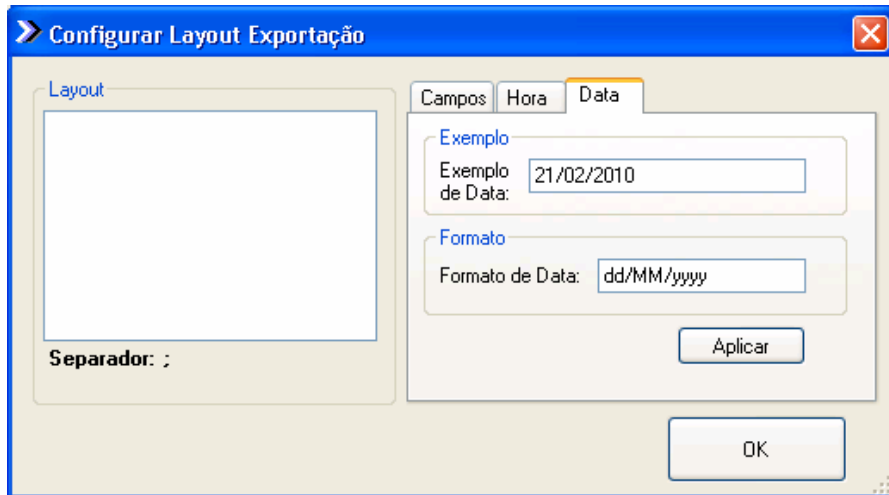 Configurar Layout Exportação
Layout
Separador: ;
Campos Hora Data
Exemplo
Exemplo
de Data:
21/02/2010
Formato
Formato de Data: dd/MM/yyyy
Aplicar
OK